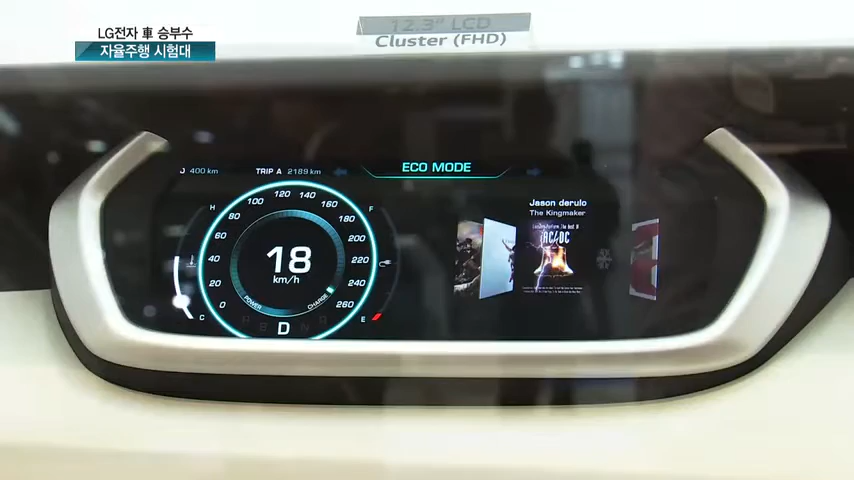 LG전자 車 승부수
자율주행 시험대
12.3" LCD
Cluster (FHD)
J 400 km
TRIP A 2189 km
ECO MODE
H
F
0
20
40
60
80
100
120
140
160
180
200
220
240
260
18
km/h
POWER
CHARGE
C
E
R E D N R
Jason derulo
The Kingmaker
AC/DC